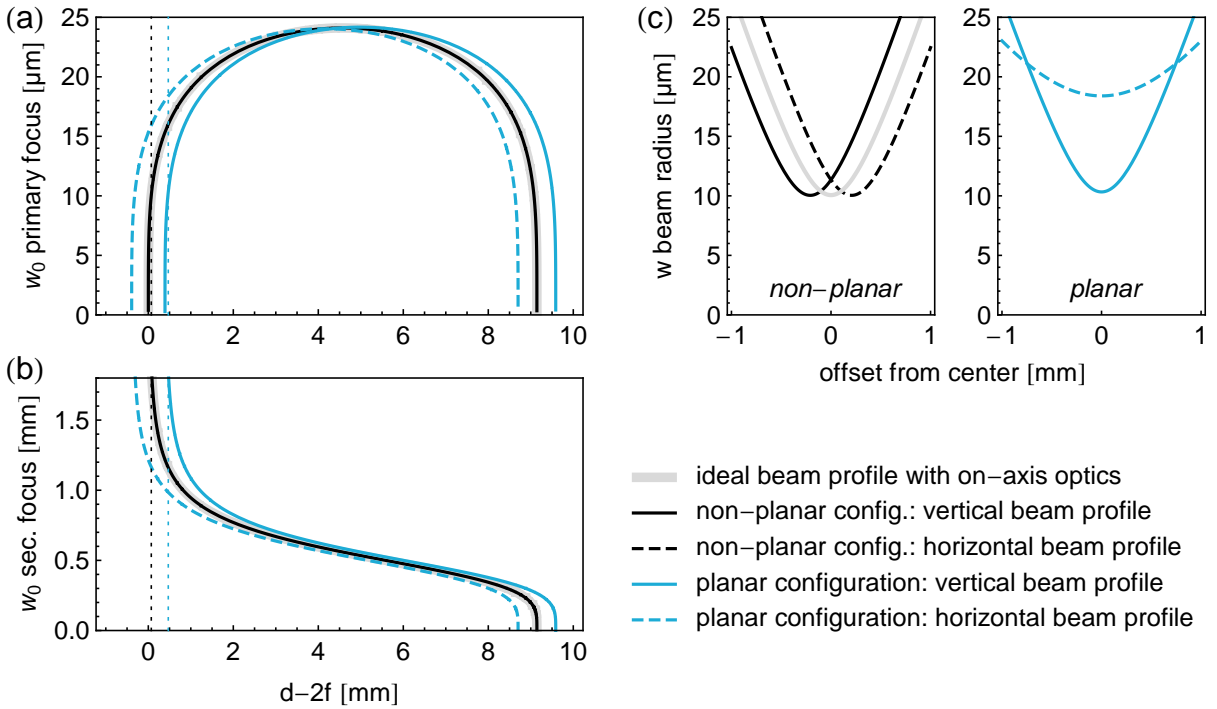 (a)
25
20
15
10
5
0
w0 primary focus [µm]
0 2 4 6 8 10
(b)
1.5
1.0
0.5
0.0
w0 sec. focus [mm]
0 2 4 6 8 10
d−2f [mm]
(c)
25
20
15
10
5
0
w beam radius [µm]
non−planar
−1 0 1
25
20
15
10
5
0
planar
−1 0 1
offset from center [mm]
ideal beam profile with on−axis optics
non−planar config.: vertical beam profile
non−planar config.: horizontal beam profile
planar configuration: vertical beam profile
planar configuration: horizontal beam profile